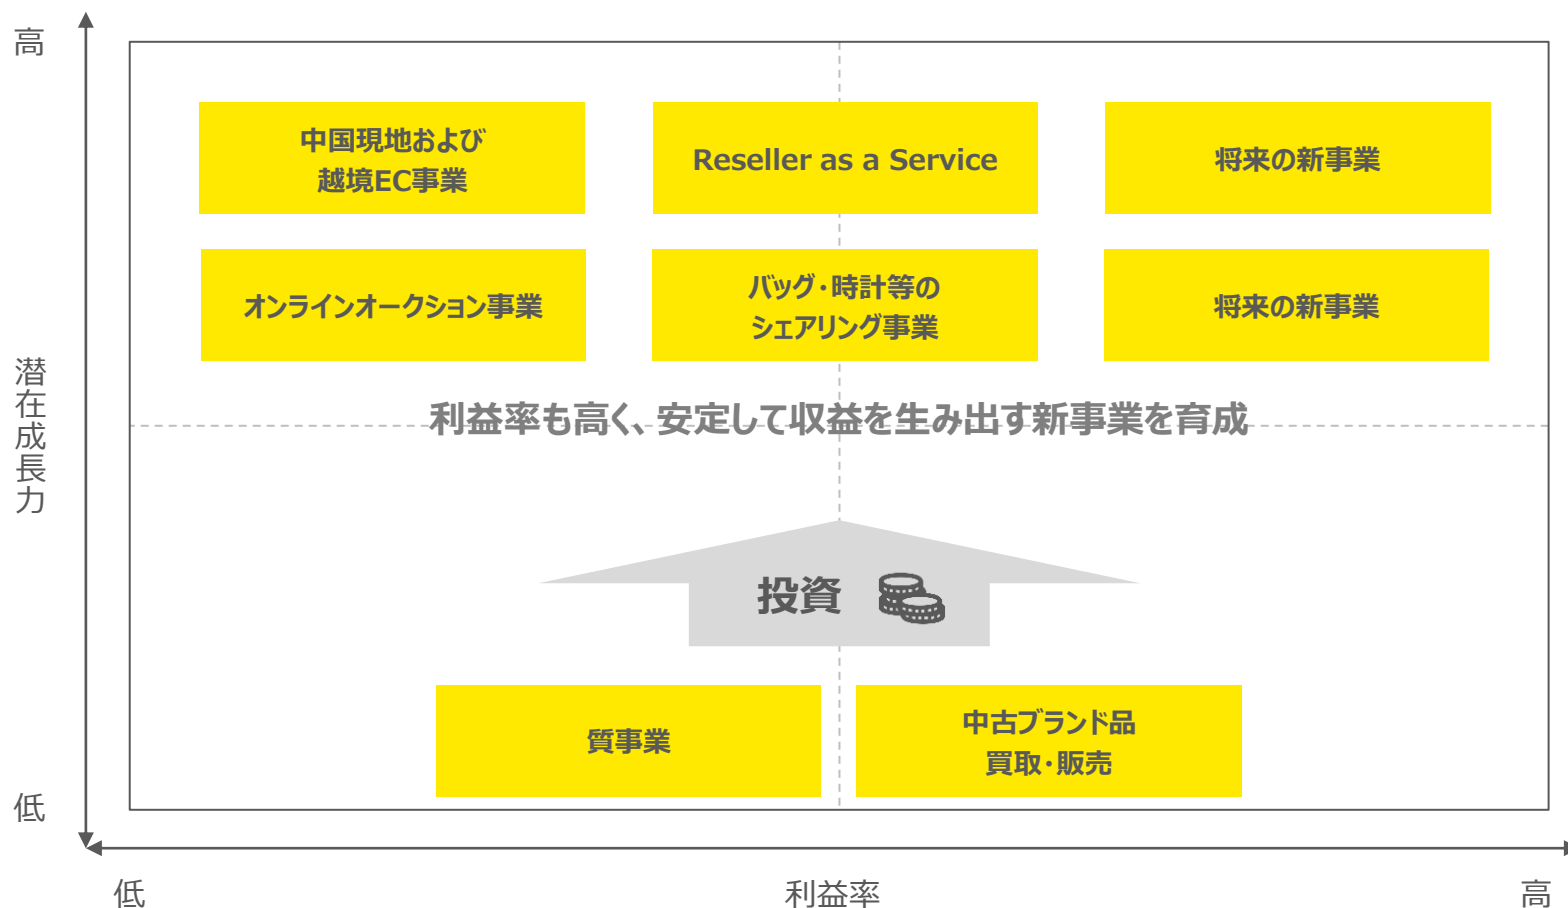 高
中国現地および
越境EC事業
Reseller as a Service
将来の新事業
オンラインオークション事業
バッグ・時計等の
シェアリング事業
将来の新事業
潜在成長力
利益率も高く、安定して収益を生み出す新事業を育成
投資
質事業
中古ブランド品
買取・販売
低
低
利益率
高